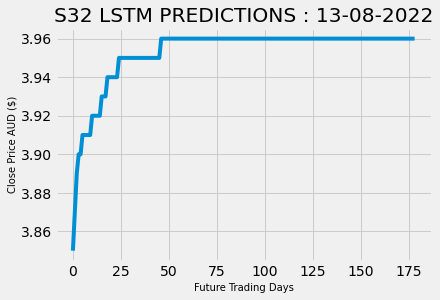 S32 LSTM PREDICTIONS : 13-08-2022
Close Price AUD ($)
3.96
3.94
3.92
3.90
3.88
3.86
0 25 50 75 100 125 150 175
Future Trading Days